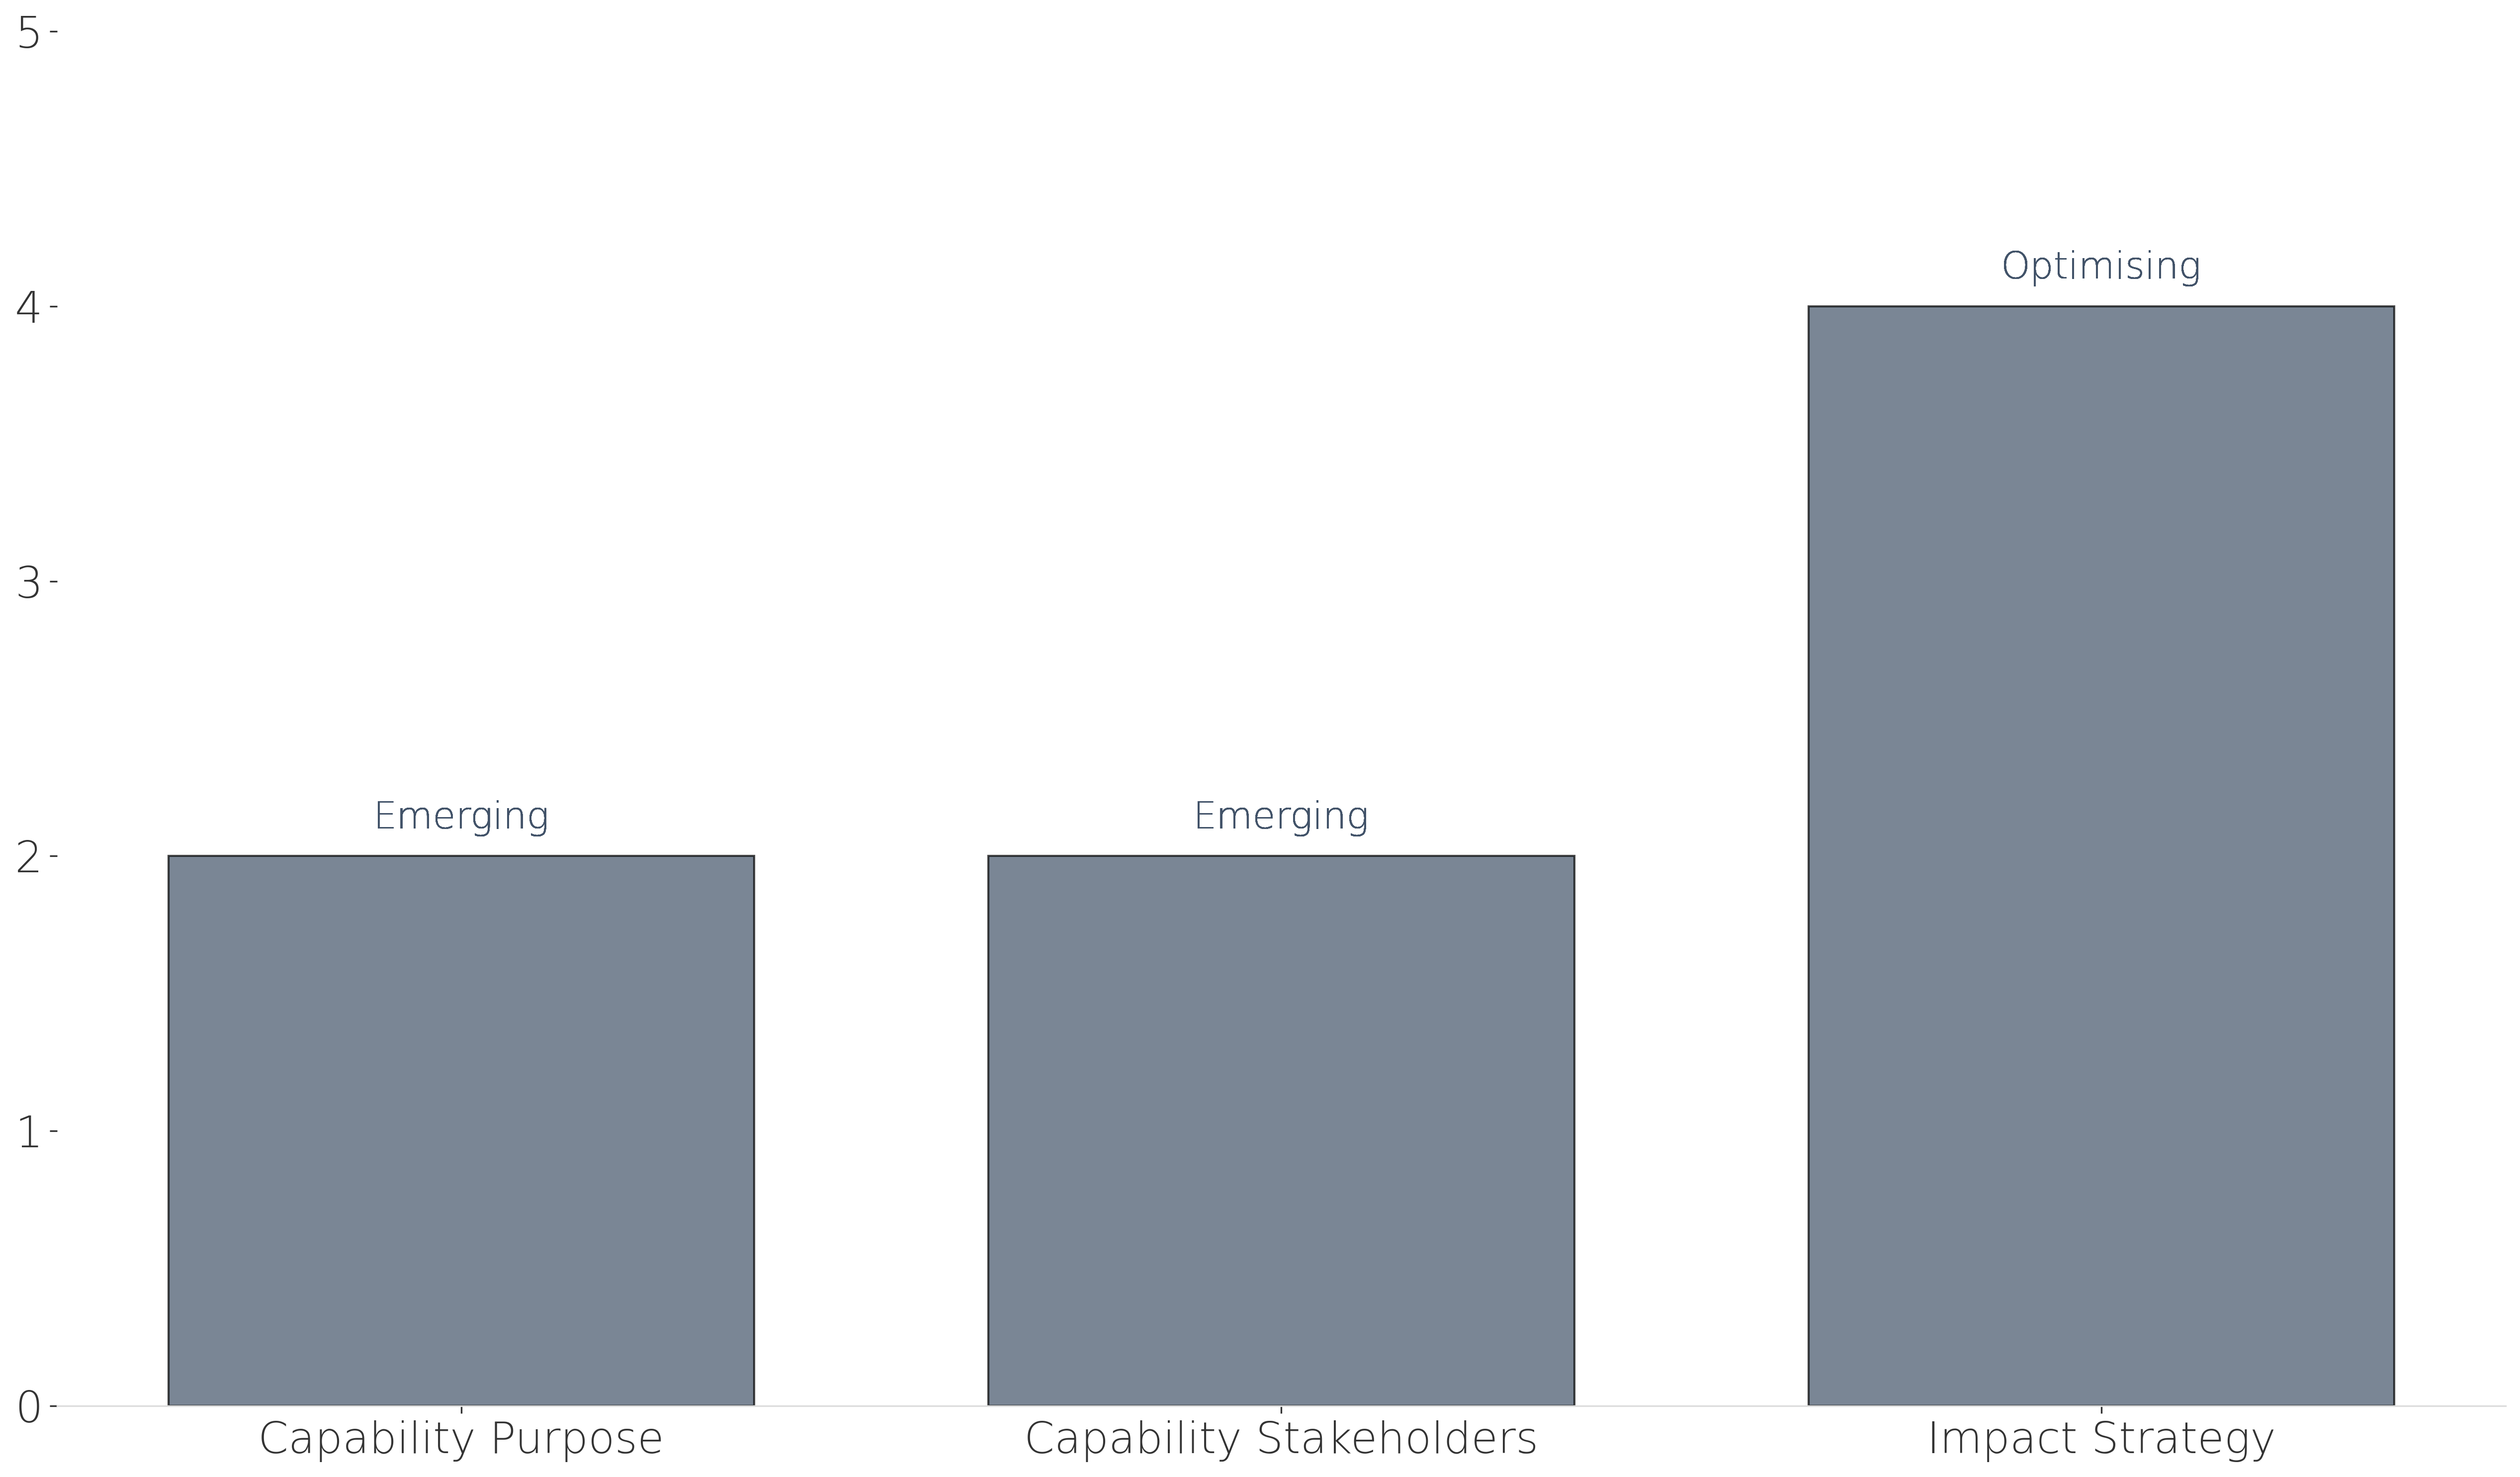 5
4
3
2
1
0
Optimising
Emerging
Emerging
Capability Purpose
Capability Stakeholders
Impact Strategy